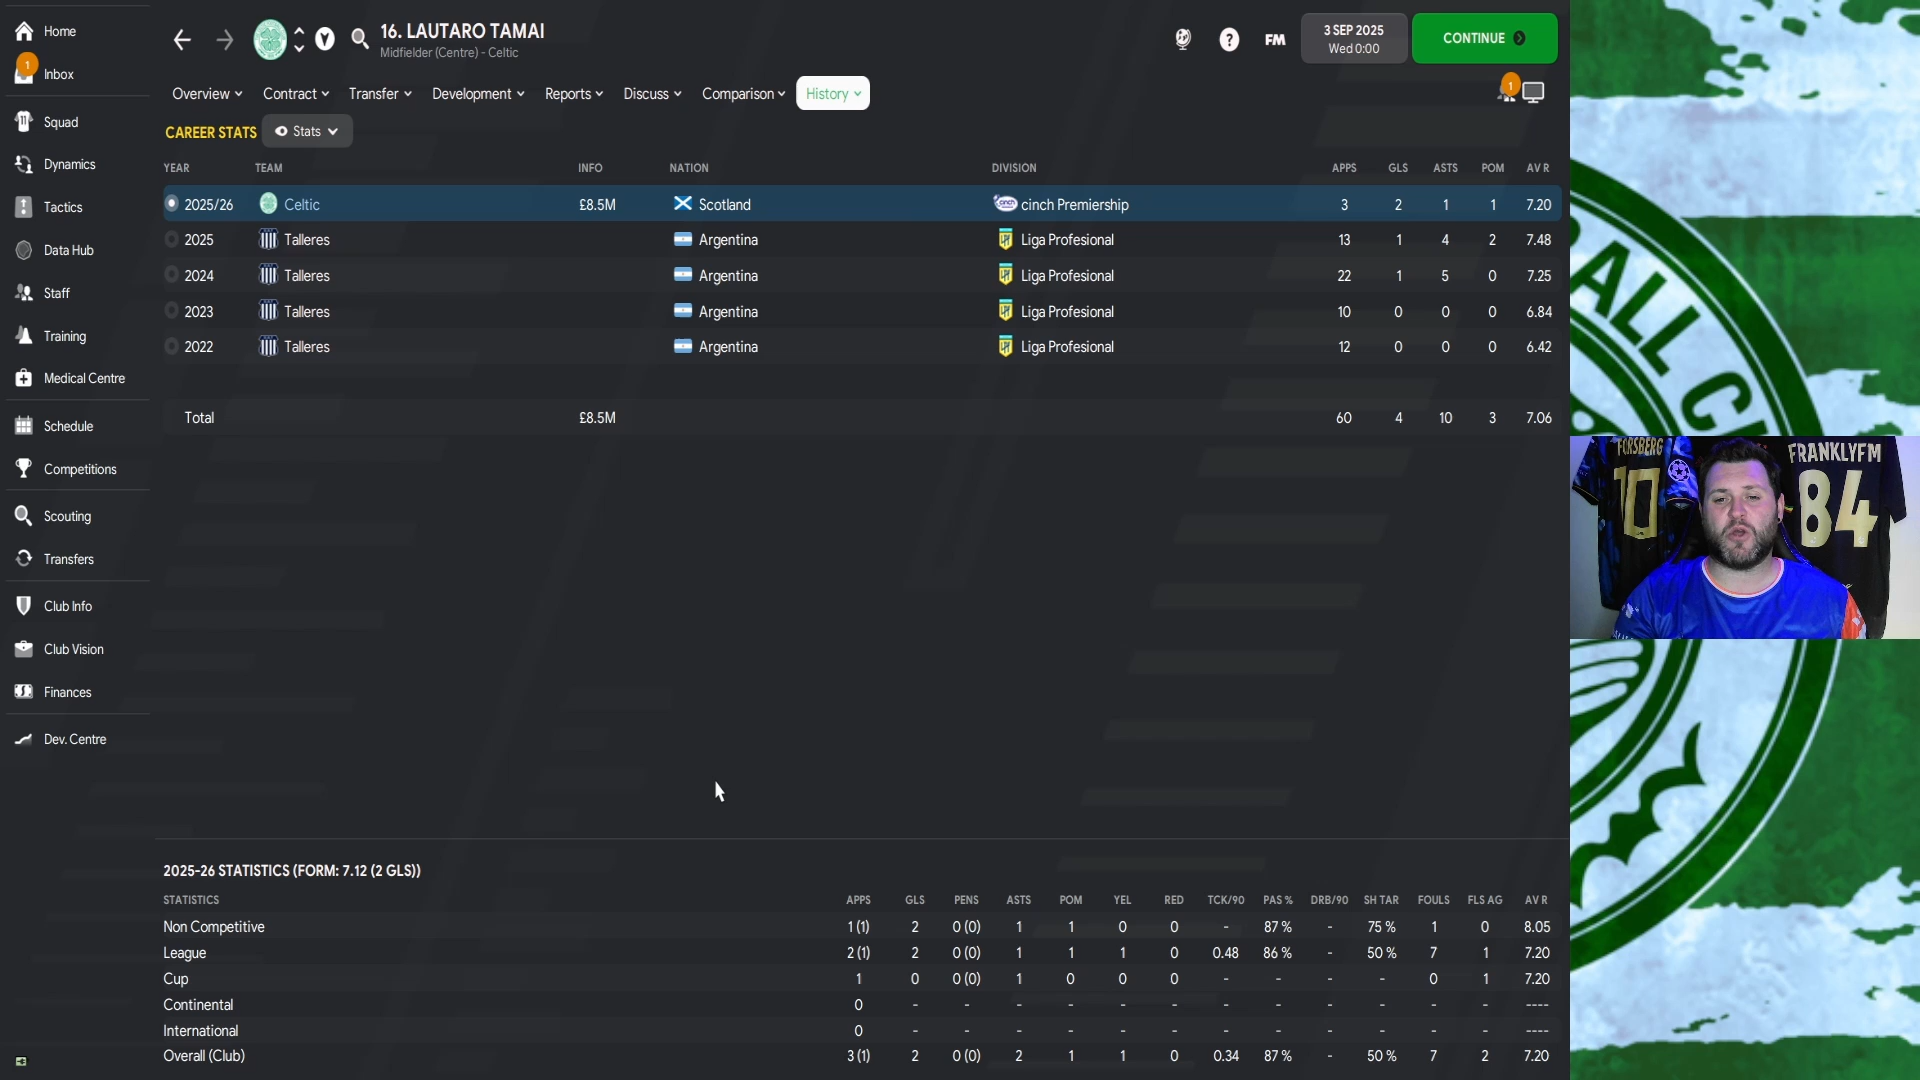 Home
16. LAUTARO TAMAI
Midfielder (Centre) - Celtic
?
FM
3 SEP 2025
Wed 0:00
CONTINUE
1
Inbox
Overview Contract Transfer Development Reports Discuss Comparison History
1
CAREER STATS Stats
Squad
Dynamics
Tactics
Data Hub
Staff
Training
Medical Centre
Schedule
Competitions
Scouting
Transfers
Club Info
Club Vision
Finances
Dev. Centre
YEAR TEAM INFO NATION DIVISION APPS GLS ASTS POM AV R
2025/26 Celtic £8.5M Scotland cinch Premiership 3 2 1 1 7.20
2025 Talleres Argentina Liga Profesional 13 1 4 2 7.48
2024 Talleres Argentina Liga Profesional 22 1 5 0 7.25
2023 Talleres Argentina Liga Profesional 10 0 0 0 6.84
2022 Talleres Argentina Liga Profesional 12 0 0 0 6.42
Total £8.5M 60 4 10 3 7.06
2025-26 STATISTICS (FORM: 7.12 (2 GLS))
STATISTICS APPS GLS PENS ASTS POM YEL RED TCK/90 PAS % DRB/90 SH TAR FOULS FLS AG AV R
Non Competitive 1 (1) 2 0 (0) 1 1 0 0 - 87 % - 75 % 1 0 8.05
League 2 (1) 2 0 (0) 1 1 1 0 0.48 86 % - 50 % 7 1 7.20
Cup 1 0 0 (0) 1 0 0 0 - - - - 0 1 7.20
Continental 0 - - - - - - - - - - - - ----
International 0 - - - - - - - - - - - - ----
Overall (Club) 3 (1) 2 0 (0) 2 1 1 0 0.34 87 % - 50 % 7 2 7.20
FORSBERG
10
FRANKLYFM
84